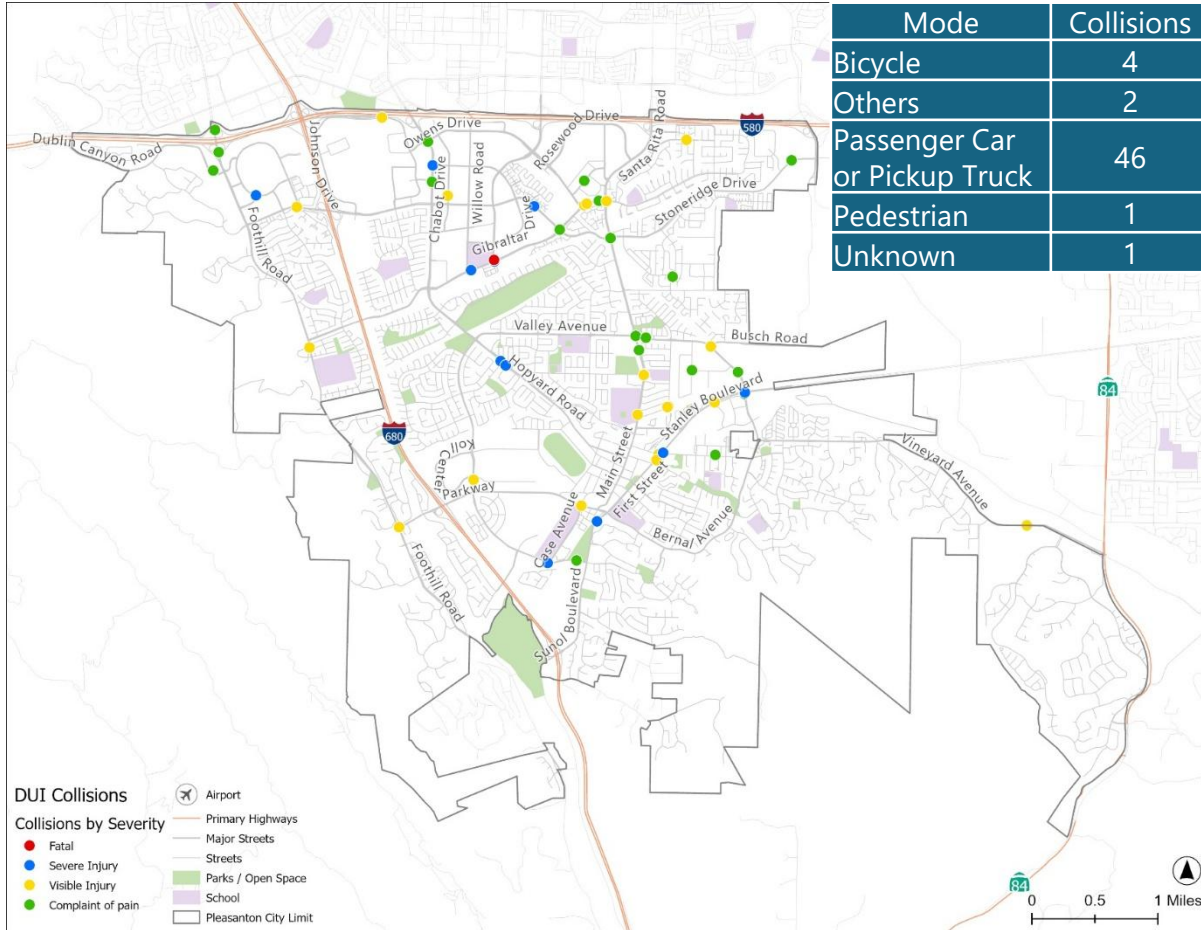 Mode Collisions
Bicycle 4
Others 2
Passenger Car
or Pickup Truck 46
Pedestrian 1
Unknown 1
580
Dublin Canyon Road
Johnson Drive
Owens Drive
Rosewood Drive
Santa Rita Road
Chabot Drive
Willow Road
Gibraltar Drive
Stoneridge Drive
Foothill Road
Valley Avenue
Busch Road
Hopyard Road
Stanley Boulevard
84
680
Koll Center Parkway
Main Street
First Street
Vineyard Avenue
Case Avenue
Bernal Avenue
Foothill Road
Sunol Boulevard
DUI Collisions
Collisions by Severity
Fatal
Severe Injury
Visible Injury
Complaint of pain
Airport
Primary Highways
Major Streets
Streets
Parks / Open Space
School
Pleasanton City Limit
84
0 0.5 1 Miles